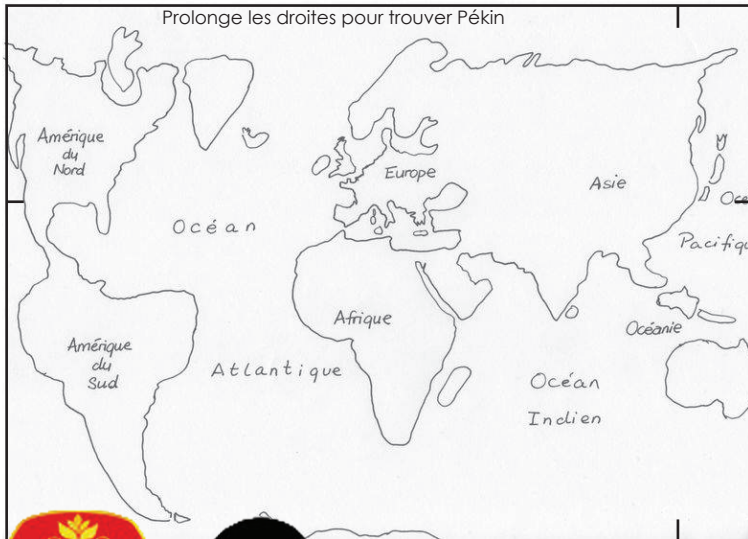 Prolonge les droites pour trouver Pékin
Amérique
du
Nord
Europe
Asie
Océan
Pacifiqu
Afrique
Océanie
Amérique
du
Sud
Atlantique
Océan
Indien